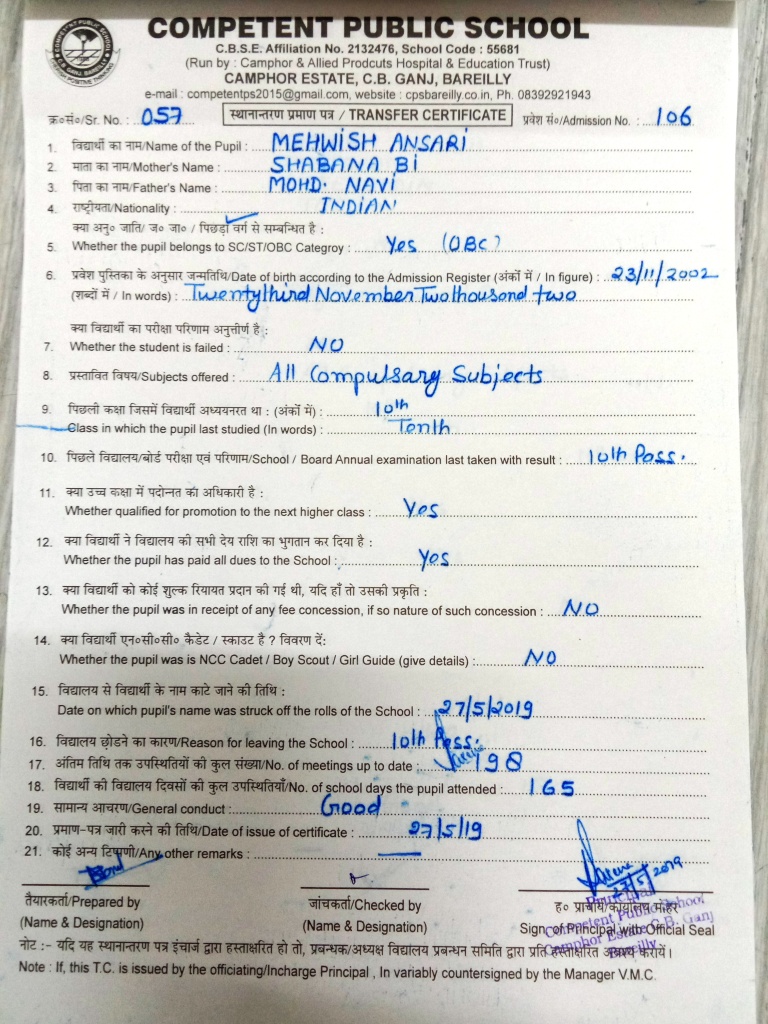 COMPETENT PUBLIC SCHOOL
C.B.S.E. Affiliation No. 2132476, School Code : 55681
(Run by : Camphor & Allied Prodcuts Hospital & Education Trust)
CAMPHOR ESTATE, C.B. GANJ, BAREILLY
e-mail : competentps2015@gmail.com, website : cpsbareilly.co.in, Ph. 08392921943
क्र०सं०/Sr. No. : 057 स्थानान्तरण प्रमाण पत्र / TRANSFER CERTIFICATE प्रवेश सं०/Admission No. : 106
1. विद्यार्थी का नाम/Name of the Pupil : MEHWISH ANSARI
2. माता का नाम/Mother's Name : SHABANA BI
3. पिता का नाम/Father's Name : MOHD. NAVI
4. राष्ट्रीयता/Nationality : INDIAN
क्या अनु० जाति/ ज० जा० / पिछड़ा वर्ग से सम्बन्धित है :
5. Whether the pupil belongs to SC/ST/OBC Categroy : Yes (OBC)
6. प्रवेश पुस्तिका के अनुसार जन्मतिथि/Date of birth according to the Admission Register (अंकों में / In figure) : 23/11/2002
(शब्दों में / In words) : Twentythird November Twothousand two
क्या विद्यार्थी का परीक्षा परिणाम अनुत्तीर्ण है :
7. Whether the student is failed : NO
8. प्रस्तावित विषय/Subjects offered : All Compulsary Subjects
9. पिछली कक्षा जिसमें विद्यार्थी अध्ययनरत था : (अंकों में) : 10th
Class in which the pupil last studied (In words) : Tenth
10. पिछले विद्यालय/बोर्ड परीक्षा एवं परिणाम/School / Board Annual examination last taken with result : 10th Pass.
11. क्या उच्च कक्षा में पदोन्नत का अधिकारी है :
Whether qualified for promotion to the next higher class : Yes
12. क्या विद्यार्थी ने विद्यालय की सभी देय राशि का भुगतान कर दिया है :
Whether the pupil has paid all dues to the School : Yes
13. क्या विद्यार्थी को कोई शुल्क रियायत प्रदान की गई थी, यदि हाँ तो उसकी प्रकृति :
Whether the pupil was in receipt of any fee concession, if so nature of such concession : NO
14. क्या विद्यार्थी एन०सी०सी० कैडेट / स्काउट है ? विवरण दें:
Whether the pupil was is NCC Cadet / Boy Scout / Girl Guide (give details) : NO
15. विद्यालय से विद्यार्थी के नाम काटे जाने की तिथि :
Date on which pupil's name was struck off the rolls of the School : 27/5/2019
16. विद्यालय छोडने का कारण/Reason for leaving the School : 10th Pass.
17. अंतिम तिथि तक उपस्थितियों की कुल संख्या/No. of meetings up to date : 198
18. विद्यार्थी की विद्यालय दिवसों की कुल उपस्थितियाँ/No. of school days the pupil attended : 165
19. सामान्य आचरण/General conduct : Good
20. प्रमाण-पत्र जारी करने की तिथि/Date of issue of certificate : 27/5/19
21. कोई अन्य टिप्पणी/Any other remarks :
27/5/2019
तैयारकर्ता/Prepared by जांचकर्ता/Checked by ह० प्राचार्य/कार्यालय मोहर
(Name & Designation) (Name & Designation) Sign of Principal with Official Seal
Principal
Competent Public School
Camphor Estate C.B. Ganj
Bareilly
नोट :- यदि यह स्थानान्तरण पत्र इंचार्ज द्वारा हस्ताक्षरित हो तो, प्रबन्धक/अध्यक्ष विद्यालय प्रबन्धन समिति द्वारा प्रति हस्ताक्षरित अवश्य करायें।
Note : If, this T.C. is issued by the officiating/Incharge Principal , In variably countersigned by the Manager V.M.C.